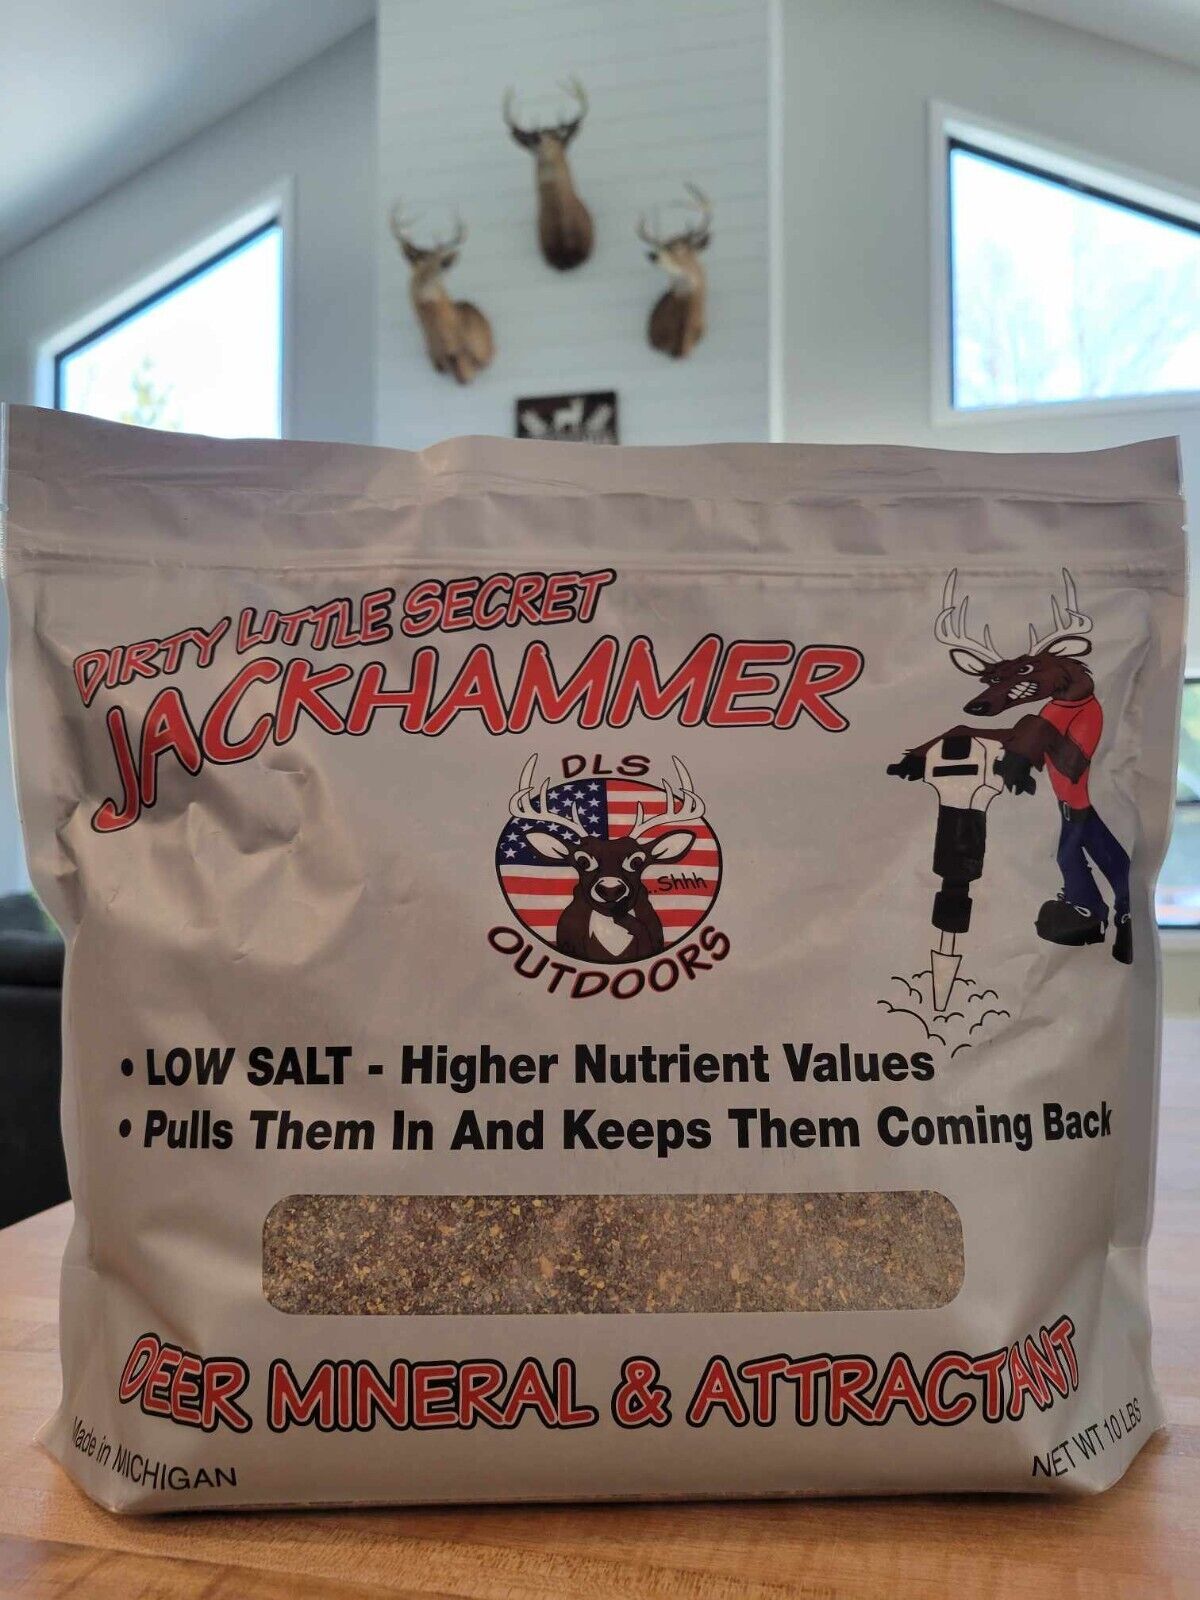 DIRTY LITTLE SECRET
JACKHAMMER
DLS
..Shhh
OUTDOORS
• LOW SALT - Higher Nutrient Values
• Pulls Them In And Keeps Them Coming Back
DEER MINERAL & ATTRACTANT
Made in MICHIGAN
NET WT 10 LBS